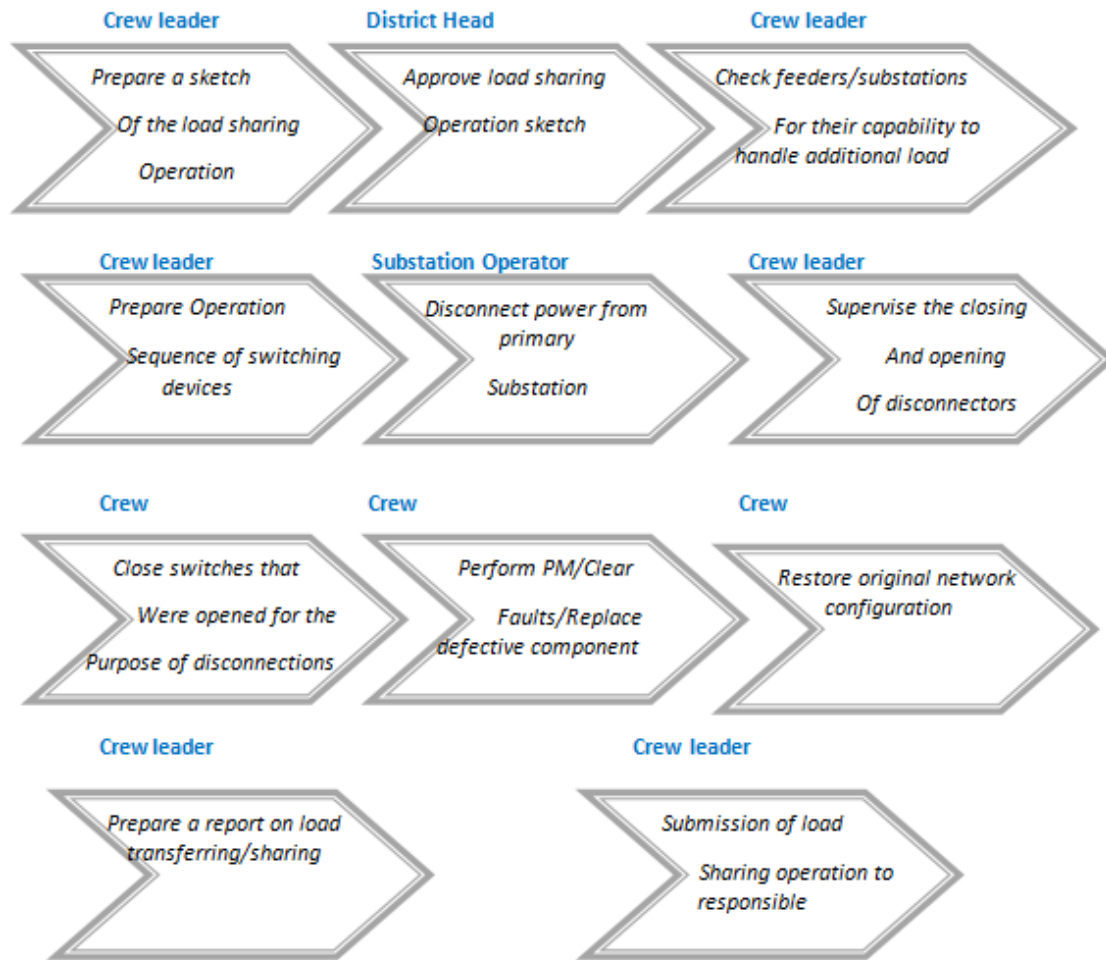 Crew leader
Prepare a sketch
Of the load sharing
Operation
District Head
Approve load sharing
Operation sketch
Crew leader
Check feeders/substations
For their capability to
handle additional load
Crew leader
Prepare Operation
Sequence of switching
devices
Substation Operator
Disconnect power from
primary
Substation
Crew leader
Supervise the closing
And opening
Of disconnectors
Crew
Close switches that
Were opened for the
Purpose of disconnections
Crew
Perform PM/Clear
Faults/Replace
defective component
Crew
Restore original network
configuration
Crew leader
Prepare a report on load
transferring/sharing
Crew leader
Submission of load
Sharing operation to
responsible